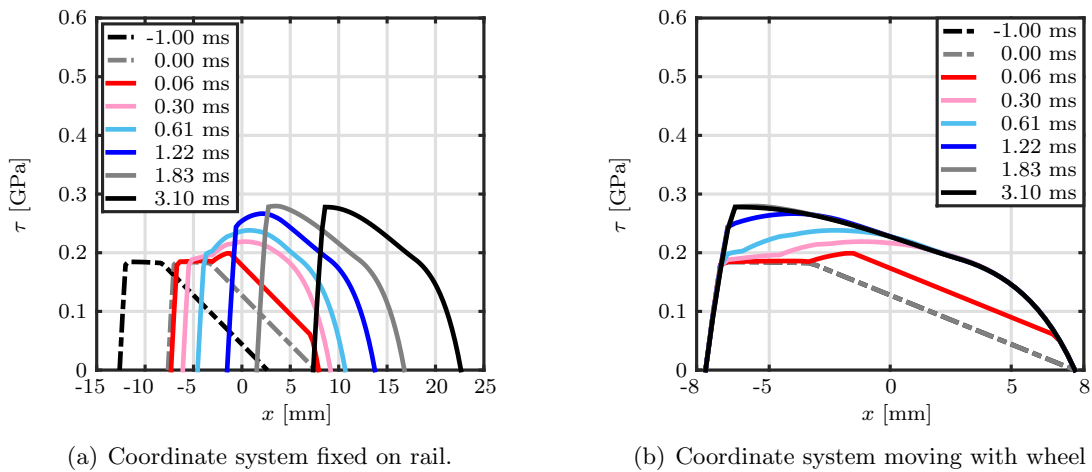 0.6
0.5
0.4
0.3
0.2
0.1
0
τ [GPa]
-1.00 ms
0.00 ms
0.06 ms
0.30 ms
0.61 ms
1.22 ms
1.83 ms
3.10 ms
-15 -10 -5 0 5 10 15 20 25
x [mm]
(a) Coordinate system fixed on rail.
0.6
0.5
0.4
0.3
0.2
0.1
0
τ [GPa]
-1.00 ms
0.00 ms
0.06 ms
0.30 ms
0.61 ms
1.22 ms
1.83 ms
3.10 ms
-8 -5 0 5 8
x [mm]
(b) Coordinate system moving with wheel